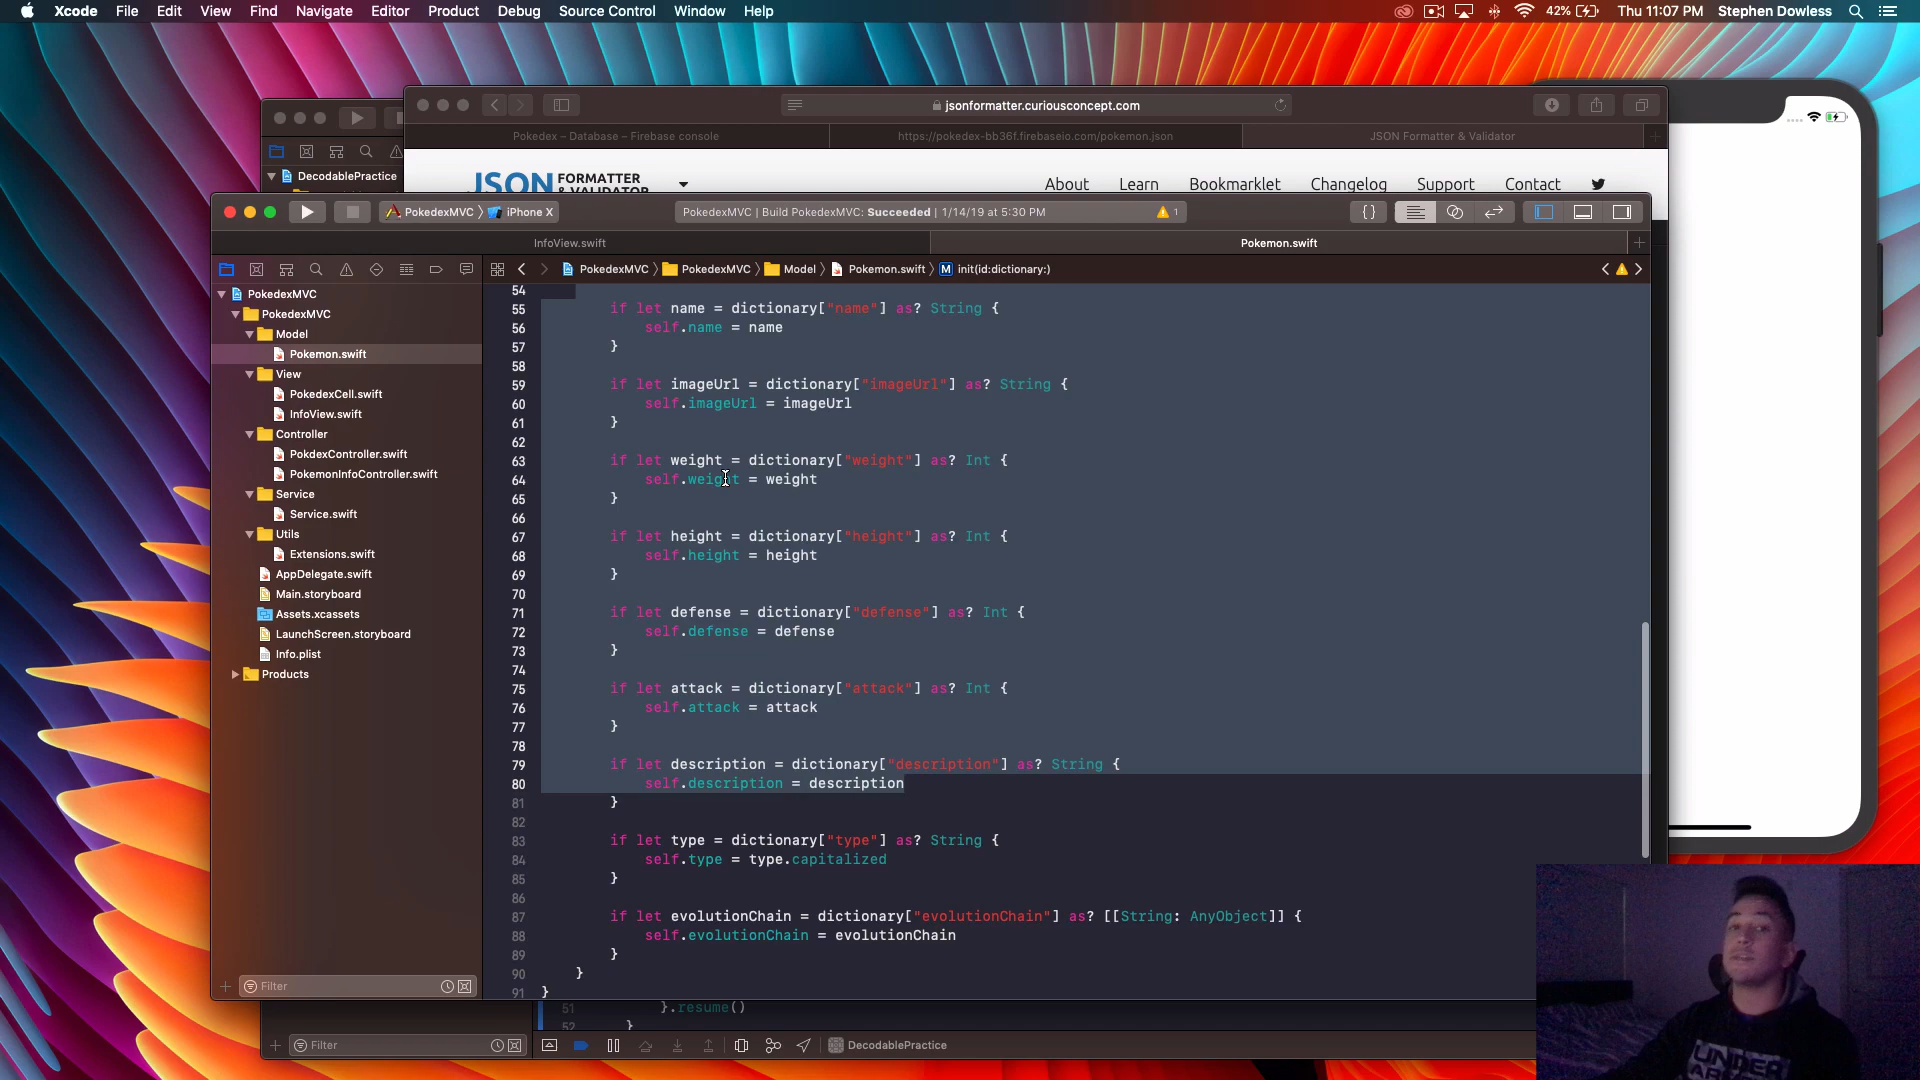 Xcode File Edit View Find Navigate Editor Product Debug Source Control Window Help 42% Thu 11:07 PM Stephen Dowless
jsonformatter.curiousconcept.com
Pokedex – Database – Firebase console https://pokedex-bb36f.firebaseio.com/pokemon.json JSON Formatter & Validator
DecodablePractice
JSON FORMATTER & VALIDATOR About Learn Bookmarklet Changelog Support Contact
PokedexMVC iPhone X PokedexMVC | Build PokedexMVC: Succeeded | 1/14/19 at 5:30 PM 1
InfoView.swift Pokemon.swift
PokedexMVC PokedexMVC Model Pokemon.swift M init(id:dictionary:)
PokedexMVC
PokedexMVC
Model
Pokemon.swift
View
PokdexCell.swift
InfoView.swift
Controller
PokdexController.swift
PokemonInfoController.swift
Service
Service.swift
Utils
Extensions.swift
AppDelegate.swift
Main.storyboard
Assets.xcassets
LaunchScreen.storyboard
Info.plist
Products
Filter
54
55 if let name = dictionary["name"] as? String {
56 self.name = name
57 }
58
59 if let imageUrl = dictionary["imageUrl"] as? String {
60 self.imageUrl = imageUrl
61 }
62
63 if let weight = dictionary["weight"] as? Int {
64 self.weight = weight
65 }
66
67 if let height = dictionary["height"] as? Int {
68 self.height = height
69 }
70
71 if let defense = dictionary["defense"] as? Int {
72 self.defense = defense
73 }
74
75 if let attack = dictionary["attack"] as? Int {
76 self.attack = attack
77 }
78
79 if let description = dictionary["description"] as? String {
80 self.description = description
81 }
82
83 if let type = dictionary["type"] as? String {
84 self.type = type.capitalized
85 }
86
87 if let evolutionChain = dictionary["evolutionChain"] as? [[String: AnyObject]] {
88 self.evolutionChain = evolutionChain
89 }
90 }
91 }
51 }.resume()
52 }
Filter
DecodablePractice
UNDER